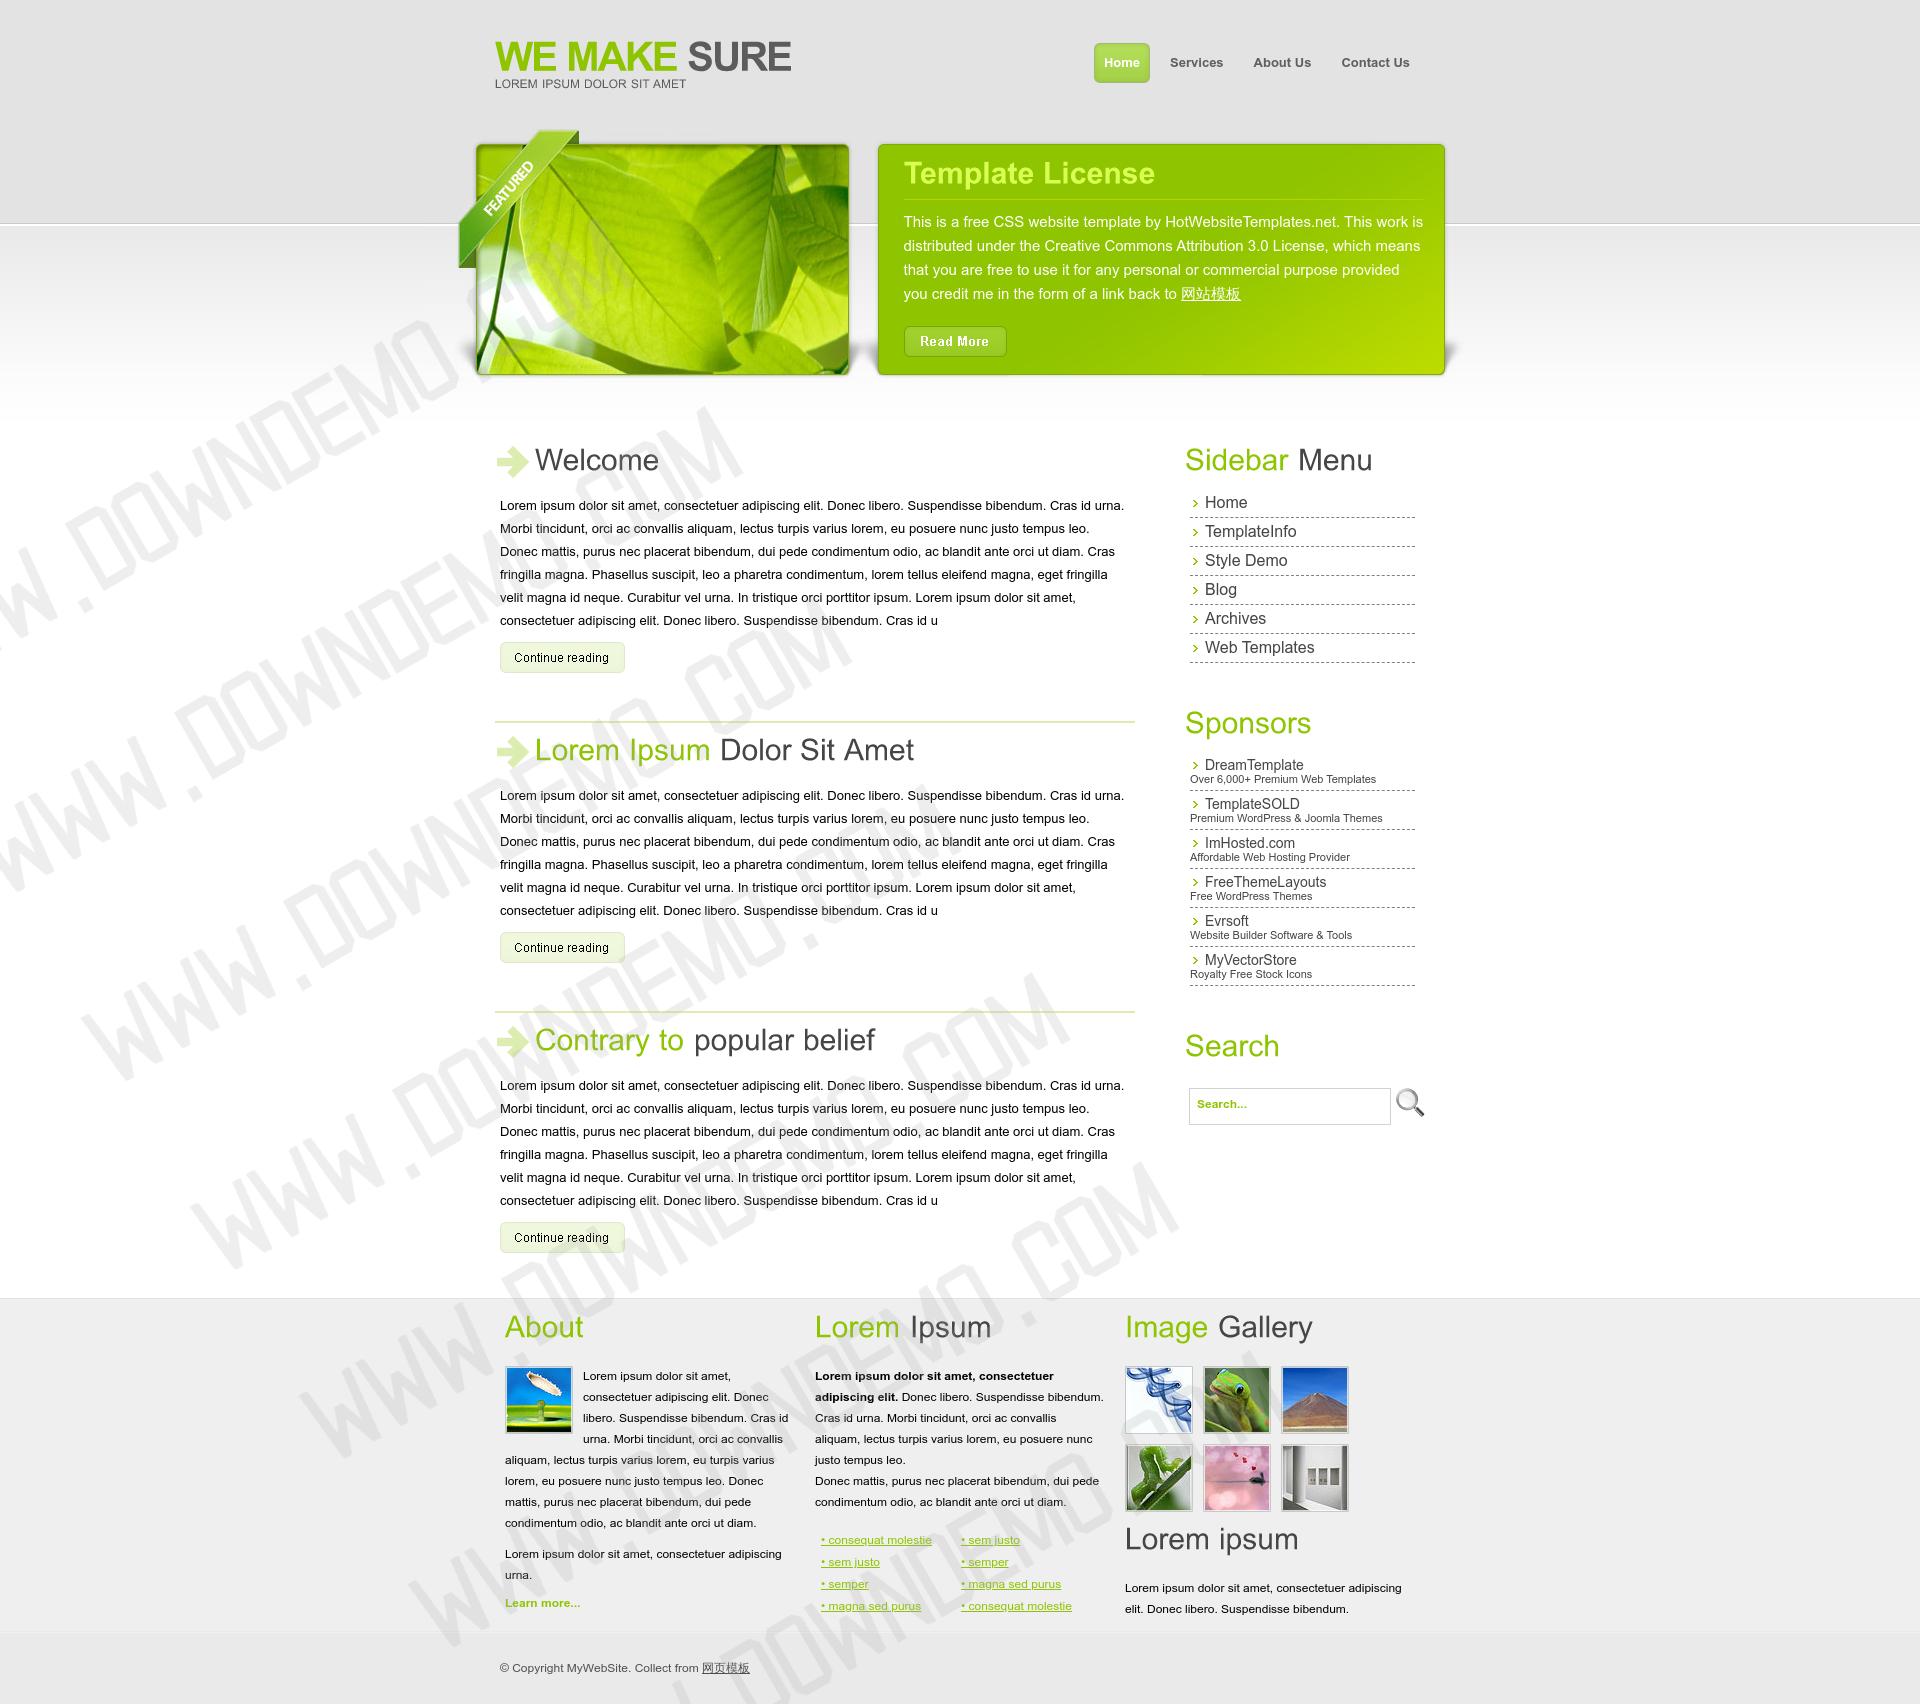 WE MAKE SURE
LOREM IPSUM DOLOR SIT AMET
Home
Services
About Us
Contact Us
FEATURED
Template License
This is a free CSS website template by HotWebsiteTemplates.net. This work is
distributed under the Creative Commons Attribution 3.0 License, which means
that you are free to use it for any personal or commercial purpose provided
you credit me in the form of a link back to 网站模板
Read More
Welcome
Lorem ipsum dolor sit amet, consectetuer adipiscing elit. Donec libero. Suspendisse bibendum. Cras id urna.
Morbi tincidunt, orci ac convallis aliquam, lectus turpis varius lorem, eu posuere nunc justo tempus leo.
Donec mattis, purus nec placerat bibendum, dui pede condimentum odio, ac blandit ante orci ut diam. Cras
fringilla magna. Phasellus suscipit, leo a pharetra condimentum, lorem tellus eleifend magna, eget fringilla
velit magna id neque. Curabitur vel urna. In tristique orci porttitor ipsum. Lorem ipsum dolor sit amet,
consectetuer adipiscing elit. Donec libero. Suspendisse bibendum. Cras id u
Continue reading
Lorem Ipsum Dolor Sit Amet
Lorem ipsum dolor sit amet, consectetuer adipiscing elit. Donec libero. Suspendisse bibendum. Cras id urna.
Morbi tincidunt, orci ac convallis aliquam, lectus turpis varius lorem, eu posuere nunc justo tempus leo.
Donec mattis, purus nec placerat bibendum, dui pede condimentum odio, ac blandit ante orci ut diam. Cras
fringilla magna. Phasellus suscipit, leo a pharetra condimentum, lorem tellus eleifend magna, eget fringilla
velit magna id neque. Curabitur vel urna. In tristique orci porttitor ipsum. Lorem ipsum dolor sit amet,
consectetuer adipiscing elit. Donec libero. Suspendisse bibendum. Cras id u
Continue reading
Contrary to popular belief
Lorem ipsum dolor sit amet, consectetuer adipiscing elit. Donec libero. Suspendisse bibendum. Cras id urna.
Morbi tincidunt, orci ac convallis aliquam, lectus turpis varius lorem, eu posuere nunc justo tempus leo.
Donec mattis, purus nec placerat bibendum, dui pede condimentum odio, ac blandit ante orci ut diam. Cras
fringilla magna. Phasellus suscipit, leo a pharetra condimentum, lorem tellus eleifend magna, eget fringilla
velit magna id neque. Curabitur vel urna. In tristique orci porttitor ipsum. Lorem ipsum dolor sit amet,
consectetuer adipiscing elit. Donec libero. Suspendisse bibendum. Cras id u
Continue reading
Sidebar Menu
Home
TemplateInfo
Style Demo
Blog
Archives
Web Templates
Sponsors
DreamTemplate
Over 6,000+ Premium Web Templates
TemplateSOLD
Premium WordPress & Joomla Themes
ImHosted.com
Affordable Web Hosting Provider
FreeThemeLayouts
Free WordPress Themes
Evrsoft
Website Builder Software & Tools
MyVectorStore
Royalty Free Stock Icons
Search
Search...
About
Lorem ipsum dolor sit amet,
consectetuer adipiscing elit. Donec
libero. Suspendisse bibendum. Cras id
urna. Morbi tincidunt, orci ac convallis
aliquam, lectus turpis varius lorem, eu turpis varius
lorem, eu posuere nunc justo tempus leo. Donec
mattis, purus nec placerat bibendum, dui pede
condimentum odio, ac blandit ante orci ut diam.
Lorem ipsum dolor sit amet, consectetuer adipiscing
urna.
Learn more...
Lorem Ipsum
Lorem ipsum dolor sit amet, consectetuer
adipiscing elit. Donec libero. Suspendisse bibendum.
Cras id urna. Morbi tincidunt, orci ac convallis
aliquam, lectus turpis varius lorem, eu posuere nunc
justo tempus leo.
Donec mattis, purus nec placerat bibendum, dui pede
condimentum odio, ac blandit ante orci ut diam.
• consequat molestie
• sem justo
• semper
• magna sed purus
• sem justo
• semper
• magna sed purus
• consequat molestie
Image Gallery
Lorem ipsum
Lorem ipsum dolor sit amet, consectetuer adipiscing
elit. Donec libero. Suspendisse bibendum.
© Copyright MyWebSite. Collect from 网页模板
WWW.DOWNDEMO.COM
WWW.DOWNDEMO.COM
WWW.DOWNDEMO.COM
WWW.DOWNDEMO.COM
WWW.DOWNDEMO.COM
WWW.DOWNDEMO.COM
.DOWNDEMO.COM